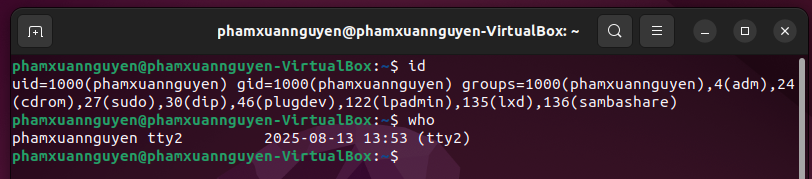 phamxuannguyen@phamxuannguyen-VirtualBox: ~
phamxuannguyen@phamxuannguyen-VirtualBox:~$ id
uid=1000(phamxuannguyen) gid=1000(phamxuannguyen) groups=1000(phamxuannguyen),4(adm),24
(cdrom),27(sudo),30(dip),46(plugdev),122(lpadmin),135(lxd),136(sambashare)
phamxuannguyen@phamxuannguyen-VirtualBox:~$ who
phamxuannguyen tty2         2025-08-13 13:53 (tty2)
phamxuannguyen@phamxuannguyen-VirtualBox:~$